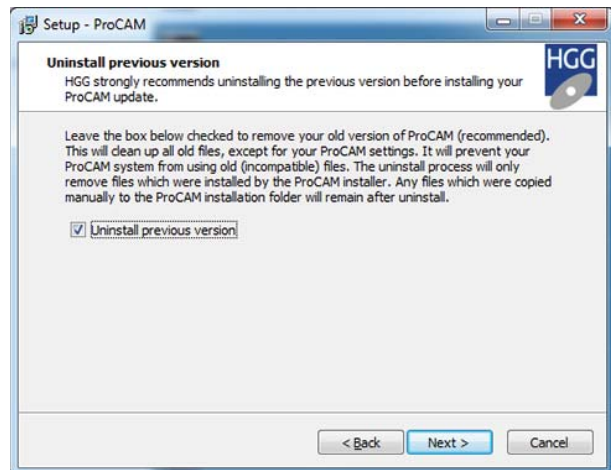 Setup - ProCAM
Uninstall previous version
HGG strongly recommends uninstalling the previous version before installing your
ProCAM update.
HGG
Leave the box below checked to remove your old version of ProCAM (recommended).
This will clean up all old files, except for your ProCAM settings. It will prevent your
ProCAM system from using old (incompatible) files. The uninstall process will only
remove files which were installed by the ProCAM installer. Any files which were copied
manually to the ProCAM installation folder will remain after uninstall.
Uninstall previous version
< Back Next > Cancel